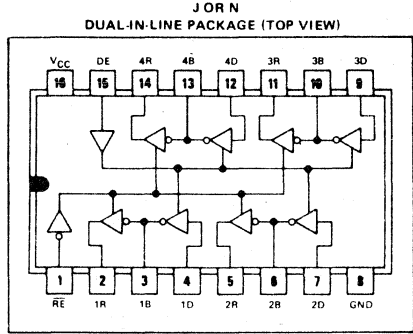 J OR N
DUAL-IN-LINE PACKAGE (TOP VIEW)
VCC DE 4R 4B 4D 3R 3B 3D
16 15 14 13 12 11 10 9
1 2 3 4 5 6 7 8
RE 1R 1B 1D 2R 2B 2D GND